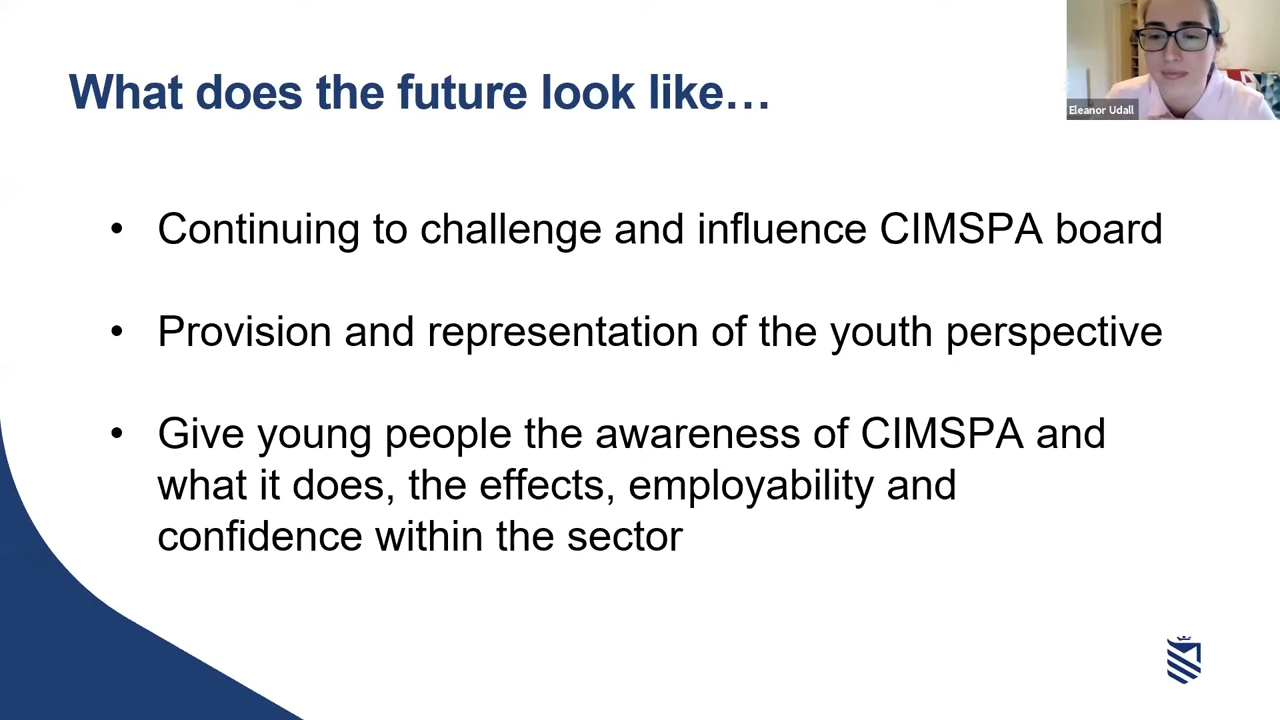 What does the future look like…
Eleanor Udall
• Continuing to challenge and influence CIMSPA board
• Provision and representation of the youth perspective
• Give young people the awareness of CIMSPA and
what it does, the effects, employability and
confidence within the sector